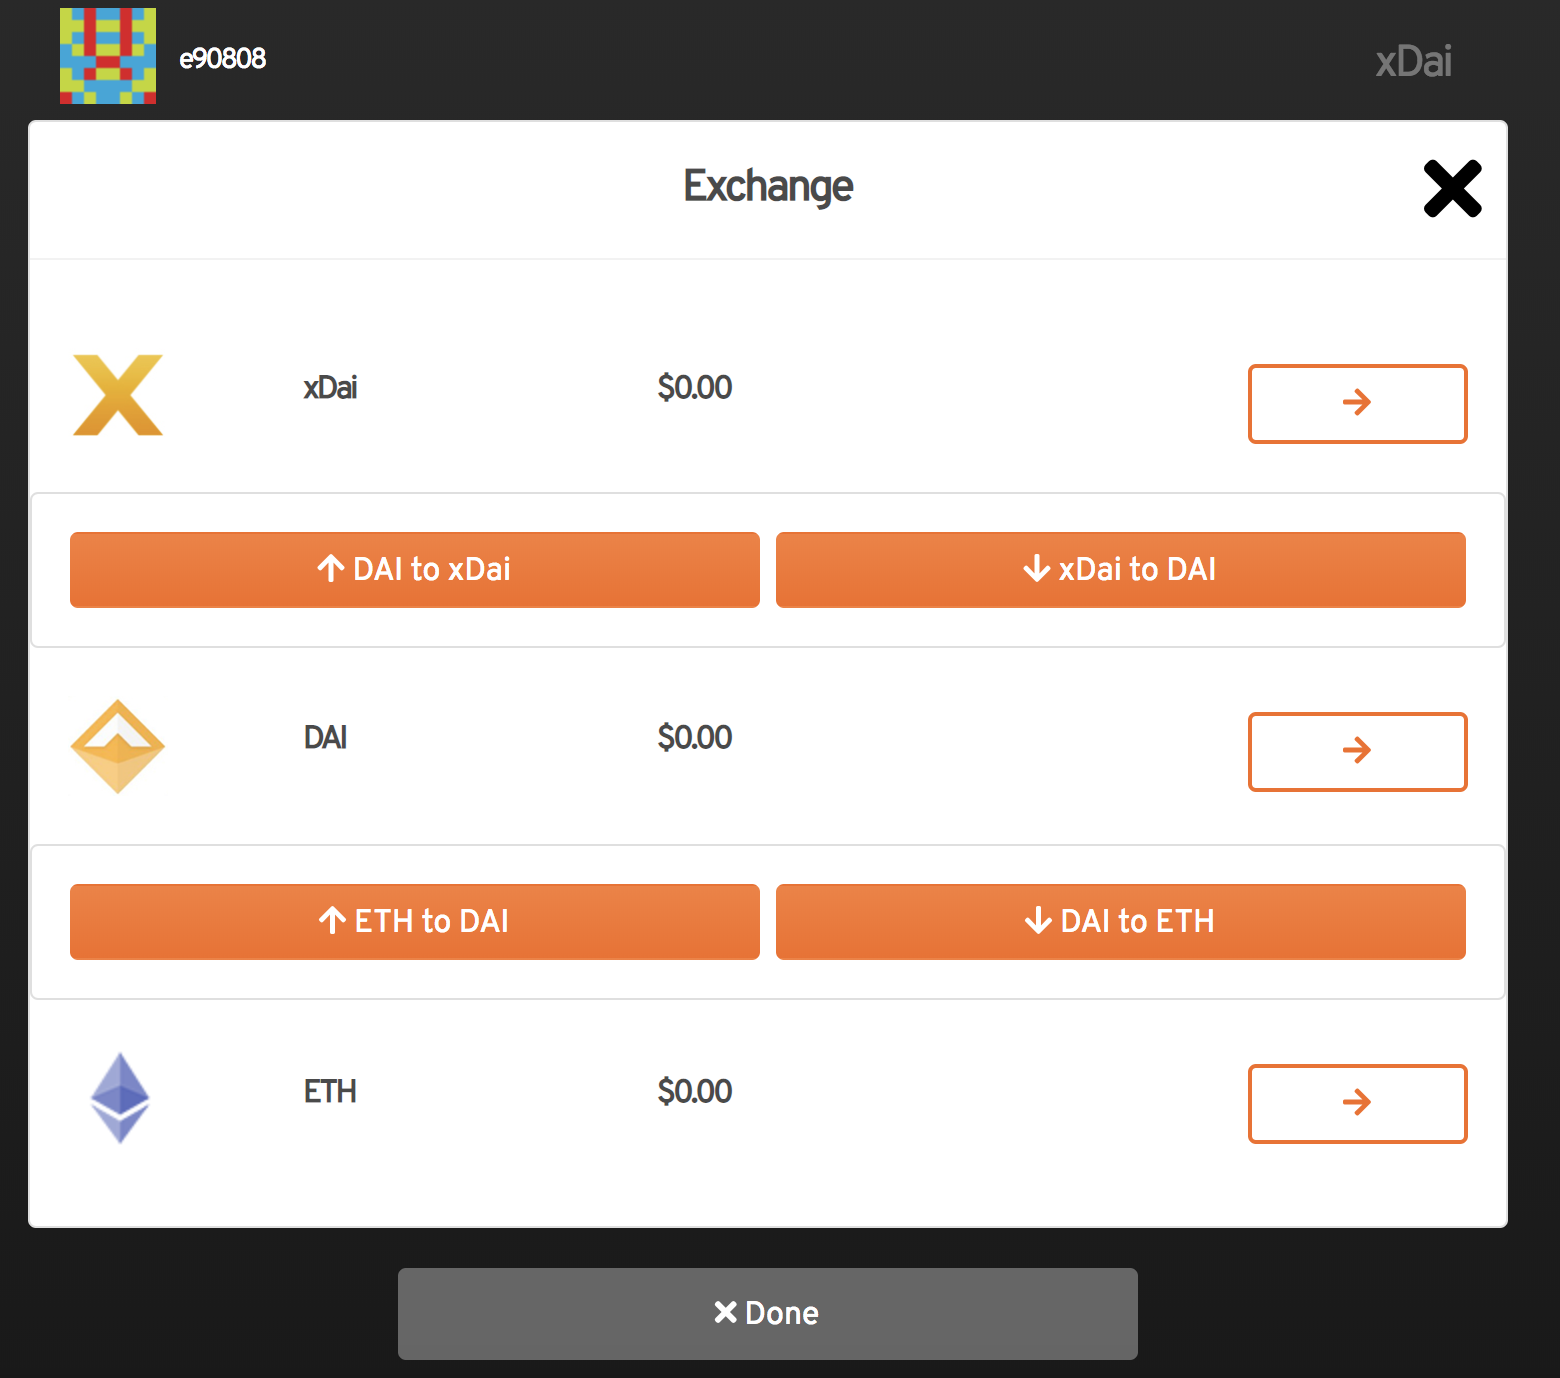 e90808
xDai
Exchange
xDai $0.00
DAI to xDai
xDai to DAI
DAI $0.00
ETH to DAI
DAI to ETH
ETH $0.00
Done